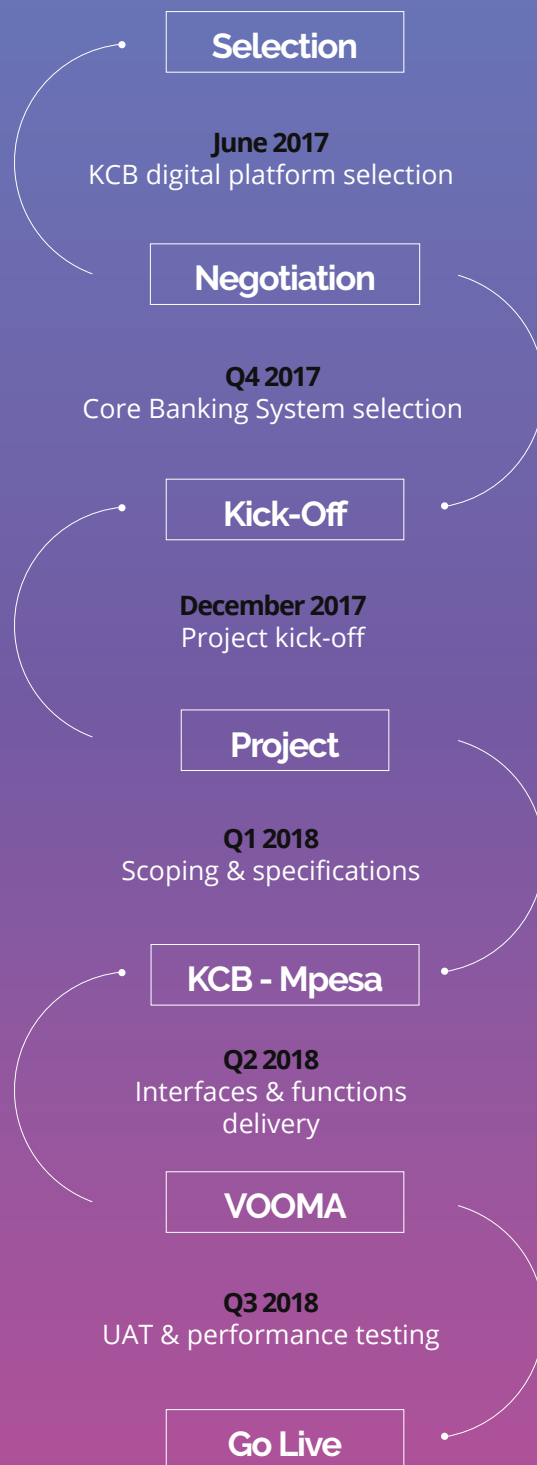 Selection
June 2017
KCB digital platform selection
Negotiation
Q4 2017
Core Banking System selection
Kick-Off
December 2017
Project kick-off
Project
Q1 2018
Scoping & specifications
KCB - Mpesa
Q2 2018
Interfaces & functions
delivery
VOOMA
Q3 2018
UAT & performance testing
Go Live